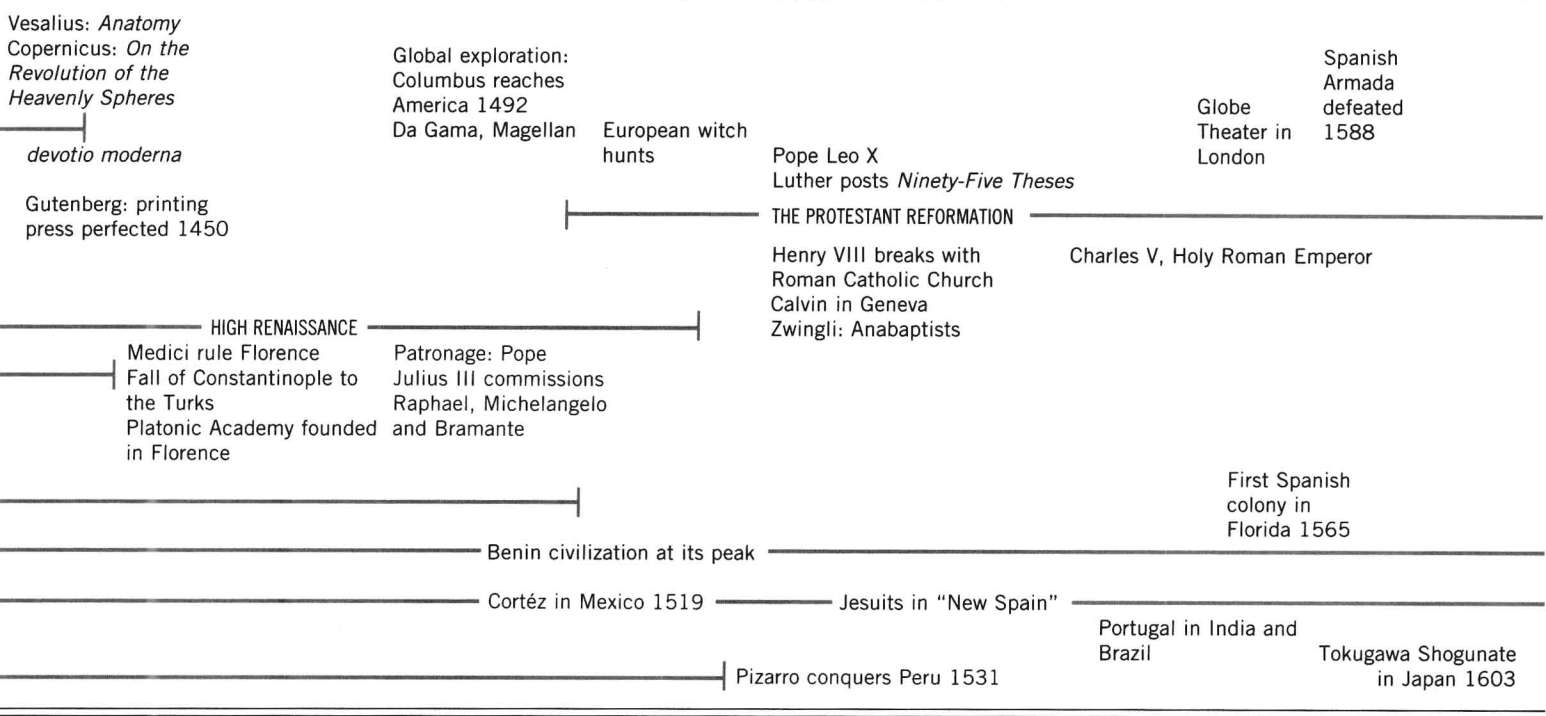 Vesalius: Anatomy
Copernicus: On the
Revolution of the
Heavenly Spheres
devotio moderna
Gutenberg: printing
press perfected 1450
Global exploration:
Columbus reaches
America 1492
Da Gama, Magellan
European witch
hunts
Pope Leo X
Luther posts Ninety-Five Theses
Globe
Theater in
London
Spanish
Armada
defeated
1588
THE PROTESTANT REFORMATION
Henry VIII breaks with
Roman Catholic Church
Calvin in Geneva
Zwingli: Anabaptists
Charles V, Holy Roman Emperor
HIGH RENAISSANCE
Medici rule Florence
Fall of Constantinople to
the Turks
Platonic Academy founded
in Florence
Patronage: Pope
Julius III commissions
Raphael, Michelangelo
and Bramante
First Spanish
colony in
Florida 1565
Benin civilization at its peak
Cortéz in Mexico 1519
Jesuits in "New Spain"
Portugal in India and
Brazil
Tokugawa Shogunate
in Japan 1603
Pizarro conquers Peru 1531